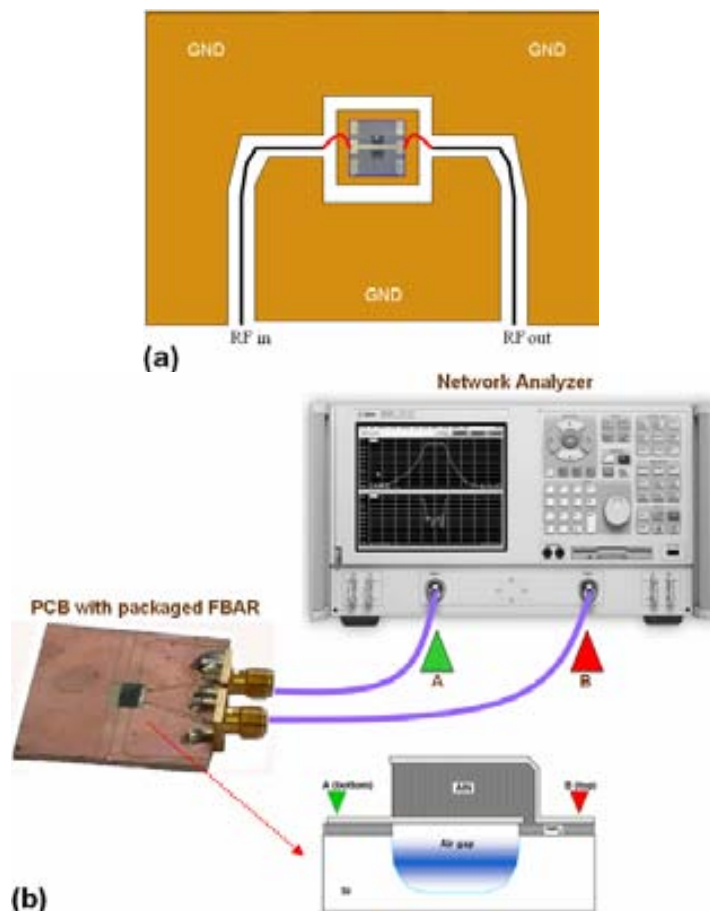 GND
GND
GND
RF in
RF out
(a)
Network Analyzer
PCB with packaged FBAR
A
B
A (bottom)
B (top)
AlN
Air gap
Si
(b)